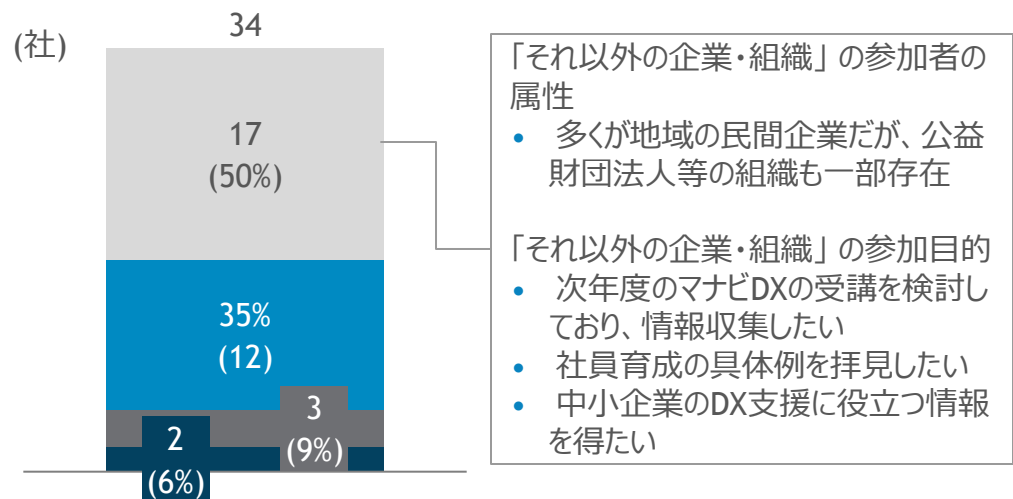 (社)
34
17
(50%)
35%
(12)
3
(9%)
2
(6%)
「それ以外の企業・組織」 の参加者の
属性
• 多くが地域の民間企業だが、公益
財団法人等の組織も一部存在
「それ以外の企業・組織」 の参加目的
• 次年度のマナビDXの受講を検討し
ており、情報収集したい
• 社員育成の具体例を拝見したい
• 中小企業のDX支援に役立つ情報
を得たい